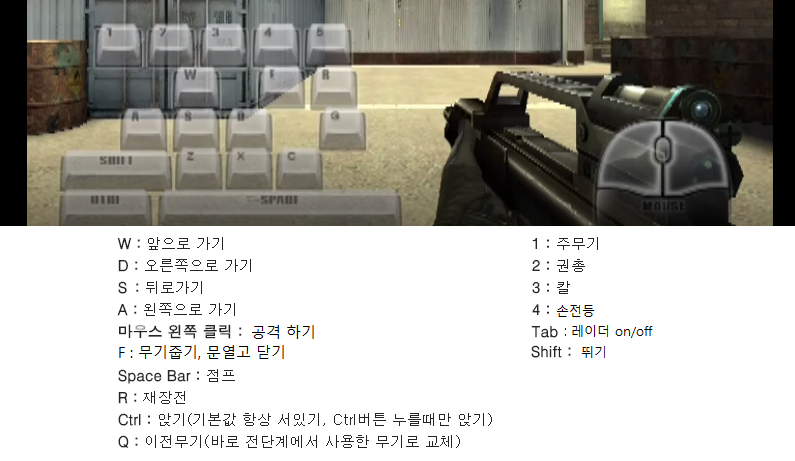 1 2 3 4 5
W F R
A S D G
SHIFT Z X C
SPACE
MOUSE
W : 앞으로 가기
D : 오른쪽으로 가기
S : 뒤로가기
A : 왼쪽으로 가기
마우스 왼쪽 클릭 : 공격 하기
F : 무기줍기, 문열고 닫기
Space Bar : 점프
R : 재장전
Ctrl : 앉기(기본값 항상 서있기, Ctrl버튼 누를때만 앉기)
Q : 이전무기(바로 전단계에서 사용한 무기로 교체)
1 : 주무기
2 : 권총
3 : 칼
4 : 손전등
Tab : 레이더 on/off
Shift : 뛰기